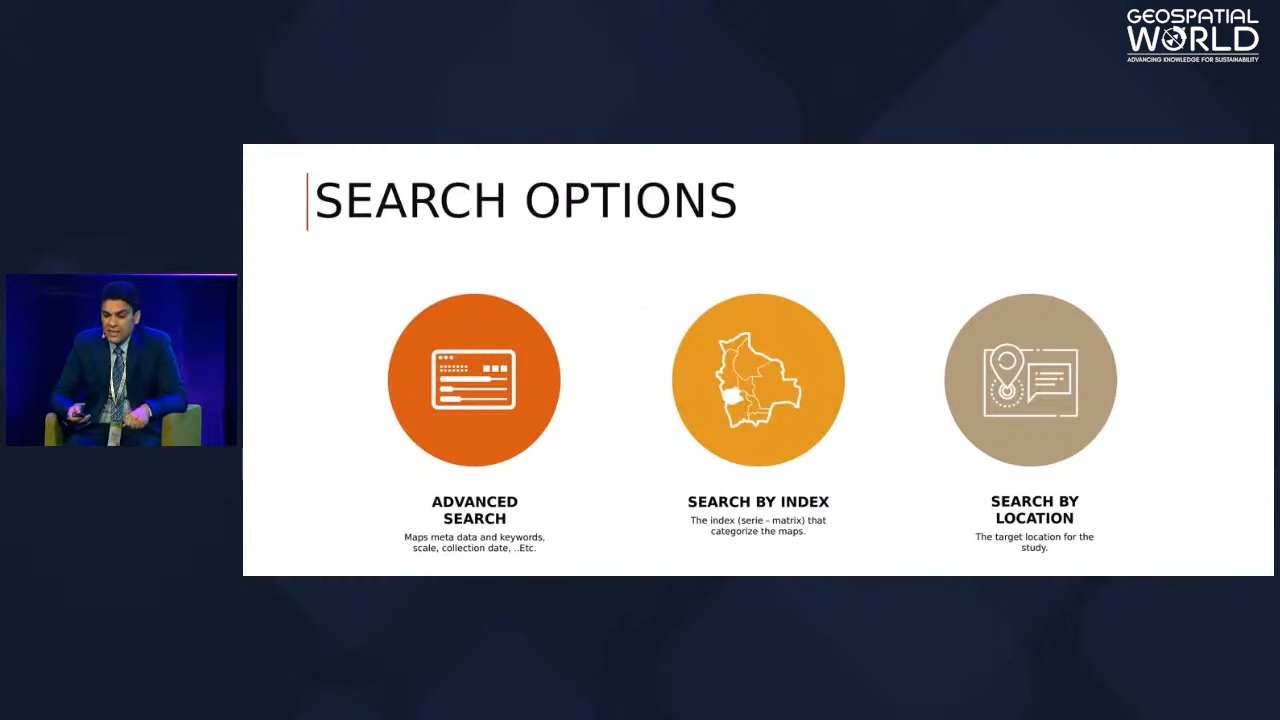 GEOSPATIAL
WORLD
ADVANCING KNOWLEDGE FOR SUSTAINABILITY
SEARCH OPTIONS
ADVANCED
SEARCH
Maps meta data and keywords,
scale, collection date, ..Etc.
SEARCH BY INDEX
The index (serie - matrix) that
categorize the maps.
SEARCH BY
LOCATION
The target location for the
study.